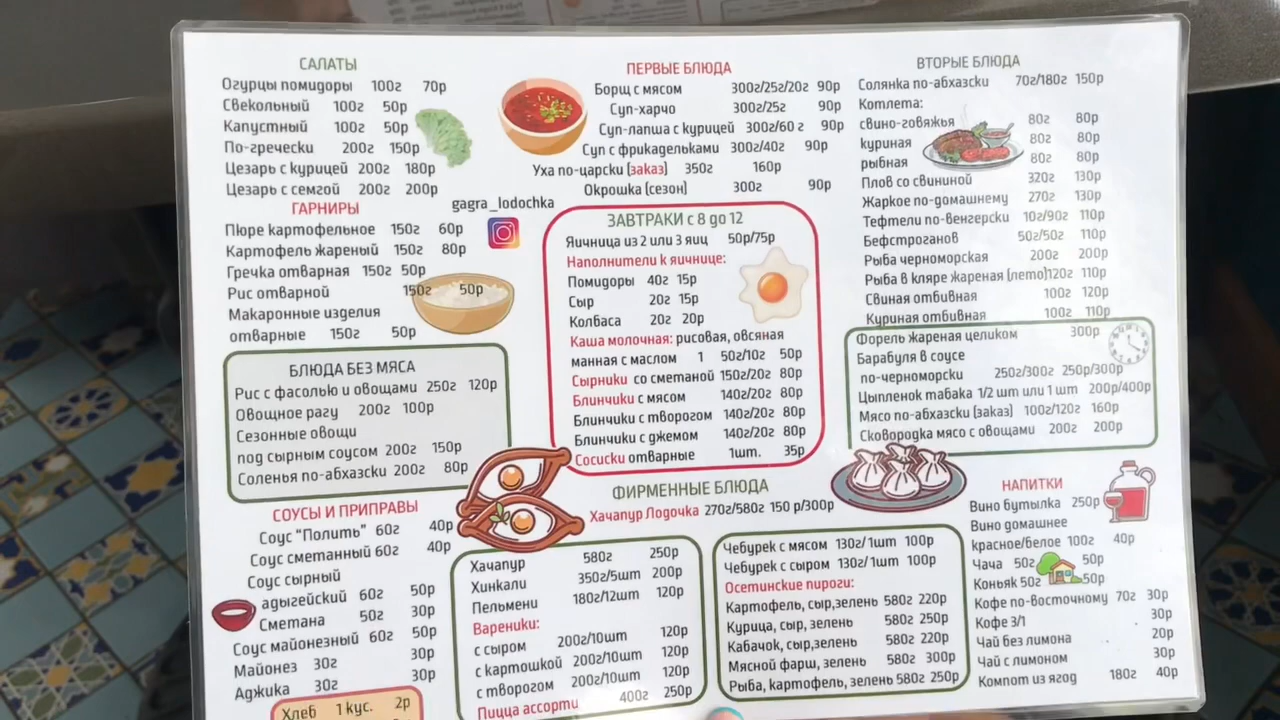 САЛАТЫ
Огурцы помидоры 100г 70р
Свекольный 100г 50р
Капустный 100г 50р
По-гречески 200г 150р
Цезарь с курицей 200г 180р
Цезарь с семгой 200г 200р
ГАРНИРЫ
Пюре картофельное 150г 60р
Картофель жареный 150г 80р
Гречка отварная 150г 50р
Рис отварной 150г 50р
Макаронные изделия
отварные 150г 50р
БЛЮДА БЕЗ МЯСА
Рис с фасолью и овощами 250г 120р
Овощное рагу 200г 100р
Сезонные овощи
под сырным соусом 200г 150р
Соленья по-абхазски 200г 80р
СОУСЫ И ПРИПРАВЫ
Соус "Полить" 60г 40р
Соус сметанный 60г 40р
Соус сырный
адыгейский 60г 50р
Сметана 50г 30р
Соус майонезный 60г 50р
Майонез 30г 30р
Аджика 30г 30р
Хлеб 1 кус. 2р
gagra_lodochka
ПЕРВЫЕ БЛЮДА
Борщ с мясом 300г/25г/20г 90р
Суп-харчо 300г/25г 90р
Суп-лапша с курицей 300г/60 г 90р
Суп с фрикадельками 300г/40г 90р
Уха по-царски (заказ) 350г 160р
Окрошка (сезон) 300г 90р
ЗАВТРАКИ с 8 до 12
Яичница из 2 или 3 яиц 50р/75р
Наполнители к яичнице:
Помидоры 40г 15р
Сыр 20г 15р
Колбаса 20г 20р
Каша молочная: рисовая, овсяная
манная с маслом 1 50г/10г 50р
Сырники со сметаной 150г/20г 80р
Блинчики с мясом 140г/20г 80р
Блинчики с творогом 140г/20г 80р
Блинчики с джемом 140г/20г 80р
Сосиски отварные 1шт. 35р
ФИРМЕННЫЕ БЛЮДА
Хачапур Лодочка 270г/580г 150 р/300р
Хачапур 580г 250р
Хинкали 350г/5шт 200р
Пельмени 180г/12шт 120р
Вареники:
с сыром 200г/10шт 120р
с картошкой 200г/10шт 120р
с творогом 200г/10шт 120р
Пицца ассорти 400г 250р
Чебурек с мясом 130г/1шт 100р
Чебурек с сыром 130г/1шт 100р
Осетинские пироги:
Картофель, сыр,зелень 580г 220р
Курица, сыр, зелень 580г 250р
Кабачок, сыр,зелень 580г 220р
Мясной фарш, зелень 580г 300р
Рыба, картофель, зелень 580г 250р
ВТОРЫЕ БЛЮДА
Солянка по-абхазски 70г/180г 150р
Котлета:
свино-говяжья 80г 80р
куриная 80г 80р
рыбная 80г 80р
Плов со свининой 320г 130р
Жаркое по-домашнему 270г 130р
Тефтели по-венгерски 10г/90г 110р
Бефстроганов 50г/50г 110р
Рыба черноморская 200г 200р
Рыба в кляре жареная (лето)120г 110р
Свиная отбивная 100г 120р
Куриная отбивная 100г 110р
Форель жареная целиком 300р
Барабуля в соусе
по-черноморски 250г/300г 250р/300р
Цыпленок табака 1/2 шт или 1 шт 200р/400р
Мясо по-абхазски (заказ) 100г/120г 160р
Сковородка мясо с овощами 200г 200р
НАПИТКИ
Вино бутылка 250р
Вино домашнее
красное/белое 100г 40р
Чача 50г 50р
Коньяк 50г 50р
Кофе по-восточному 70г 30р
Кофе 3/1 30р
Чай без лимона 20р
Чай с лимоном 30р
Компот из ягод 180г 40р